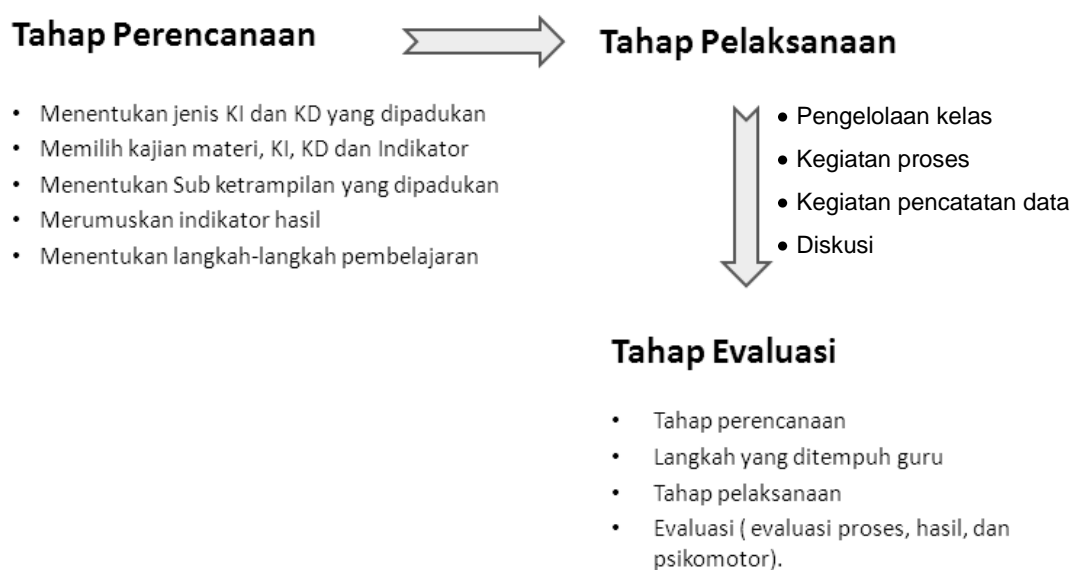 Tahap Perencanaan
• Menentukan jenis KI dan KD yang dipadukan
• Memilih kajian materi, KI, KD dan Indikator
• Menentukan Sub ketrampilan yang dipadukan
• Merumuskan indikator hasil
• Menentukan langkah-langkah pembelajaran
Tahap Pelaksanaan
• Pengelolaan kelas
• Kegiatan proses
• Kegiatan pencatatan data
• Diskusi
Tahap Evaluasi
• Tahap perencanaan
• Langkah yang ditempuh guru
• Tahap pelaksanaan
• Evaluasi ( evaluasi proses, hasil, dan
psikomotor).